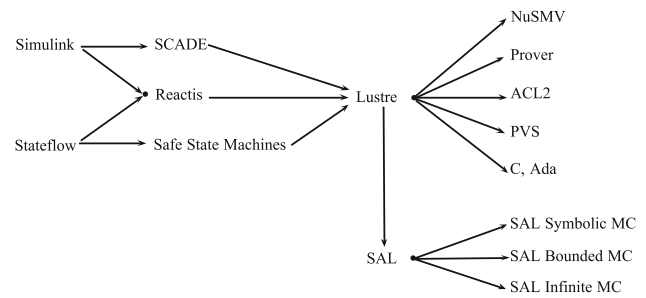 NuSMV
Simulink
SCADE
Prover
Reactis
Lustre
ACL2
PVS
Stateflow
Safe State Machines
C, Ada
SAL Symbolic MC
SAL
SAL Bounded MC
SAL Infinite MC